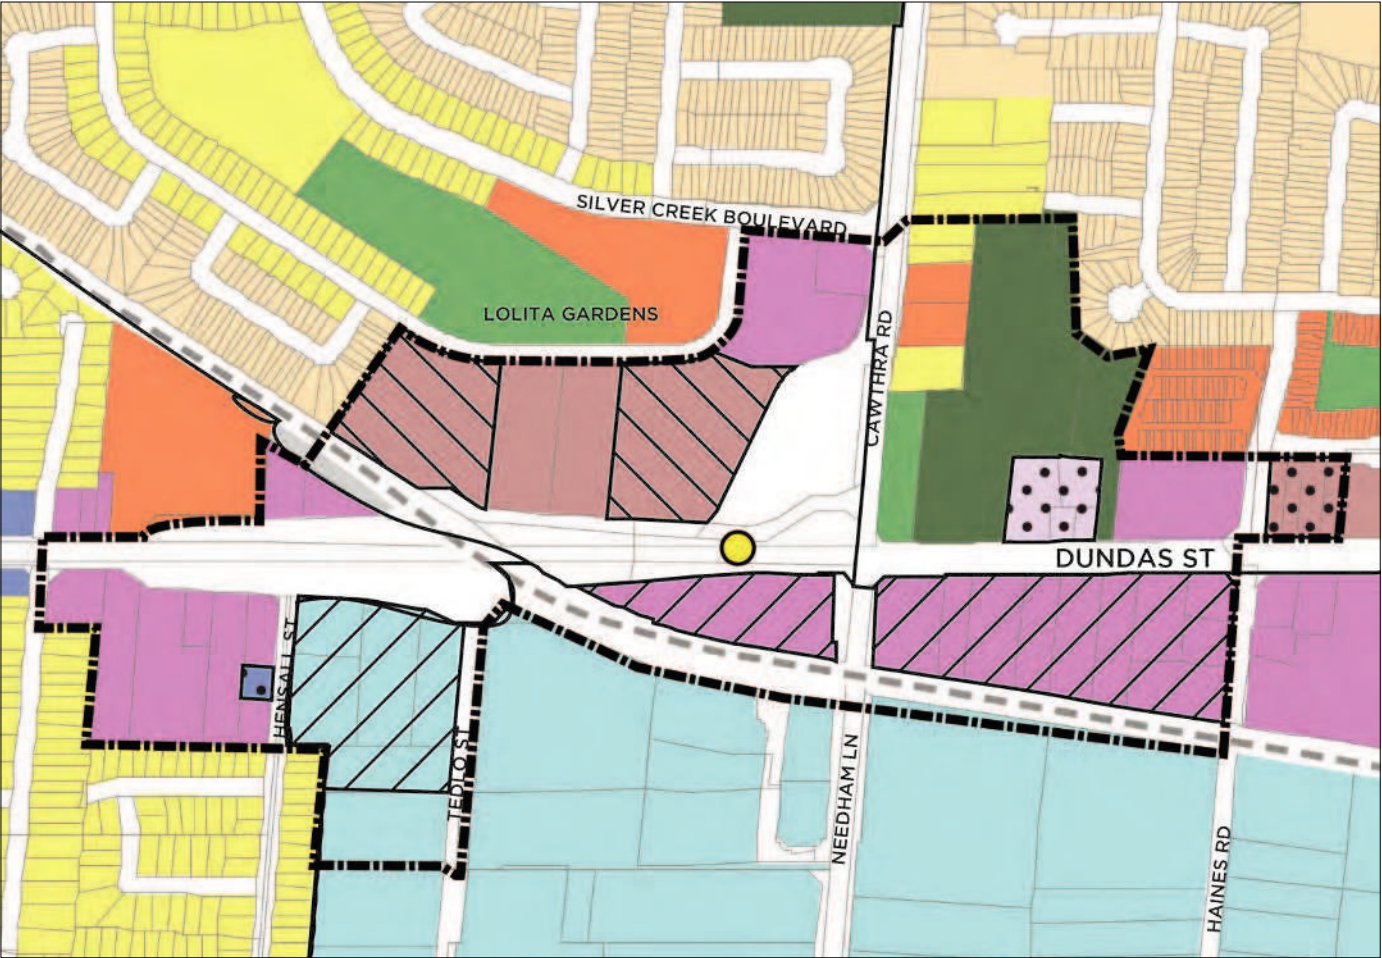 SILVER CREEK BOULEVARD
LOLITA GARDENS
CAWTHRA RD
DUNDAS ST
HENSALL ST
TEDLO ST
NEEDHAM LN
HAINES RD